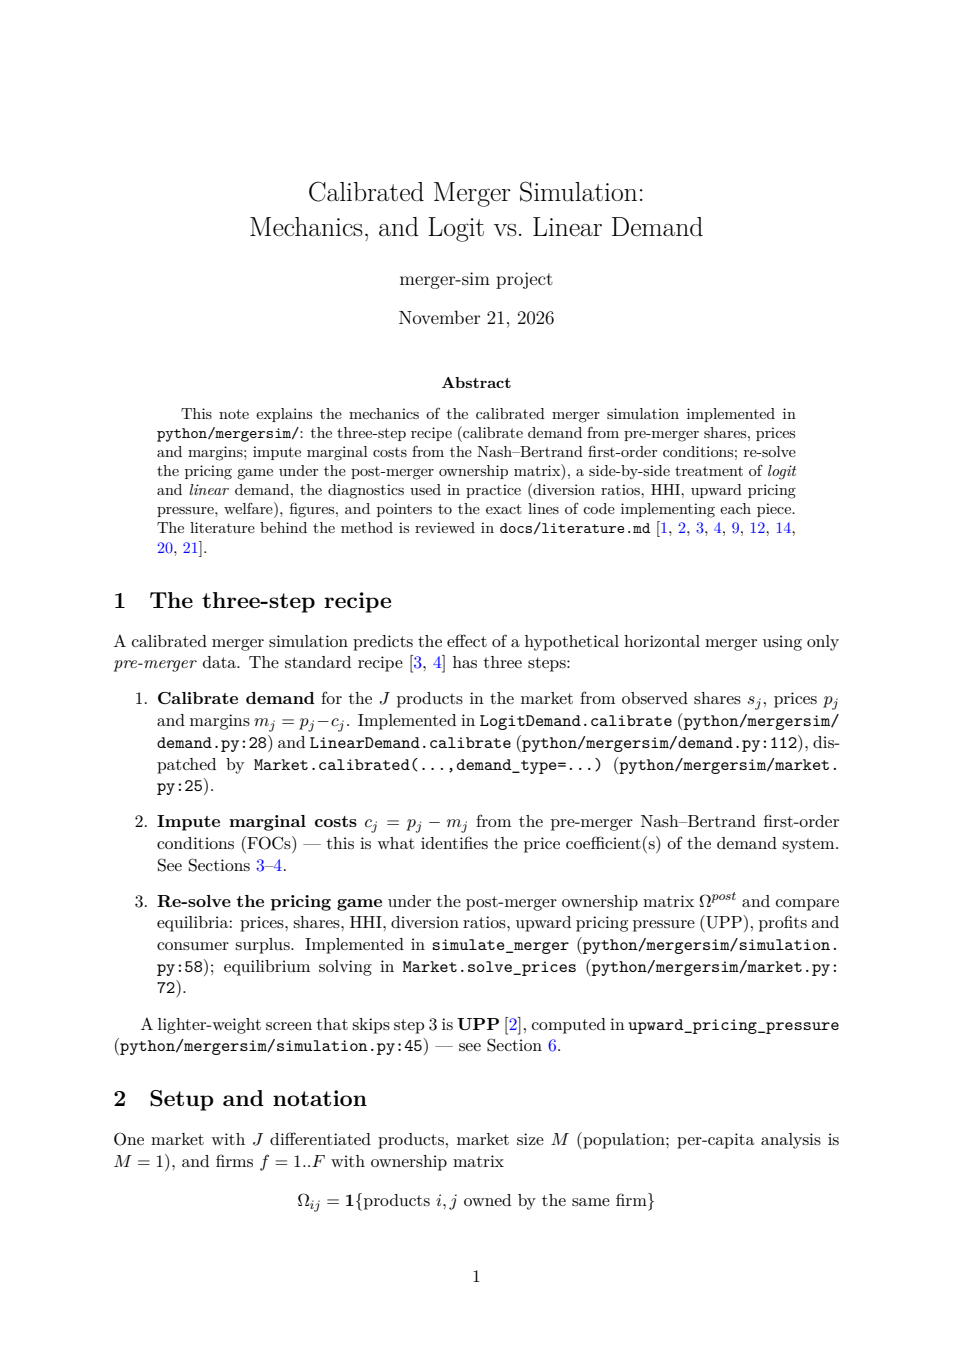 Calibrated Merger Simulation:
Mechanics, and Logit vs. Linear Demand
merger-sim project
November 21, 2026
Abstract
This note explains the mechanics of the calibrated merger simulation implemented in
python/mergersim/: the three-step recipe (calibrate demand from pre-merger shares, prices
and margins; impute marginal costs from the Nash–Bertrand first-order conditions; re-solve
the pricing game under the post-merger ownership matrix), a side-by-side treatment of logit
and linear demand, the diagnostics used in practice (diversion ratios, HHI, upward pricing
pressure, welfare), figures, and pointers to the exact lines of code implementing each piece.
The literature behind the method is reviewed in docs/literature.md [1, 2, 3, 4, 9, 12, 14,
20, 21].
1 The three-step recipe
A calibrated merger simulation predicts the effect of a hypothetical horizontal merger using only
pre-merger data. The standard recipe [3, 4] has three steps:
1. Calibrate demand for the J products in the market from observed shares sⱼ, prices pⱼ
and margins mⱼ = pⱼ−cⱼ. Implemented in LogitDemand.calibrate (python/mergersim/
demand.py:28) and LinearDemand.calibrate (python/mergersim/demand.py:112), dis-
patched by Market.calibrated(...,demand_type=...) (python/mergersim/market.
py:25).
2. Impute marginal costs cⱼ = pⱼ − mⱼ from the pre-merger Nash–Bertrand first-order
conditions (FOCs) — this is what identifies the price coefficient(s) of the demand system.
See Sections 3–4.
3. Re-solve the pricing game under the post-merger ownership matrix Ω^post and compare
equilibria: prices, shares, HHI, diversion ratios, upward pricing pressure (UPP), profits and
consumer surplus. Implemented in simulate_merger (python/mergersim/simulation.
py:58); equilibrium solving in Market.solve_prices (python/mergersim/market.py:
72).
A lighter-weight screen that skips step 3 is UPP [2], computed in upward_pricing_pressure
(python/mergersim/simulation.py:45) — see Section 6.
2 Setup and notation
One market with J differentiated products, market size M (population; per-capita analysis is
M = 1), and firms f = 1..F with ownership matrix
Ωᵢⱼ = 1{products i, j owned by the same firm}
1